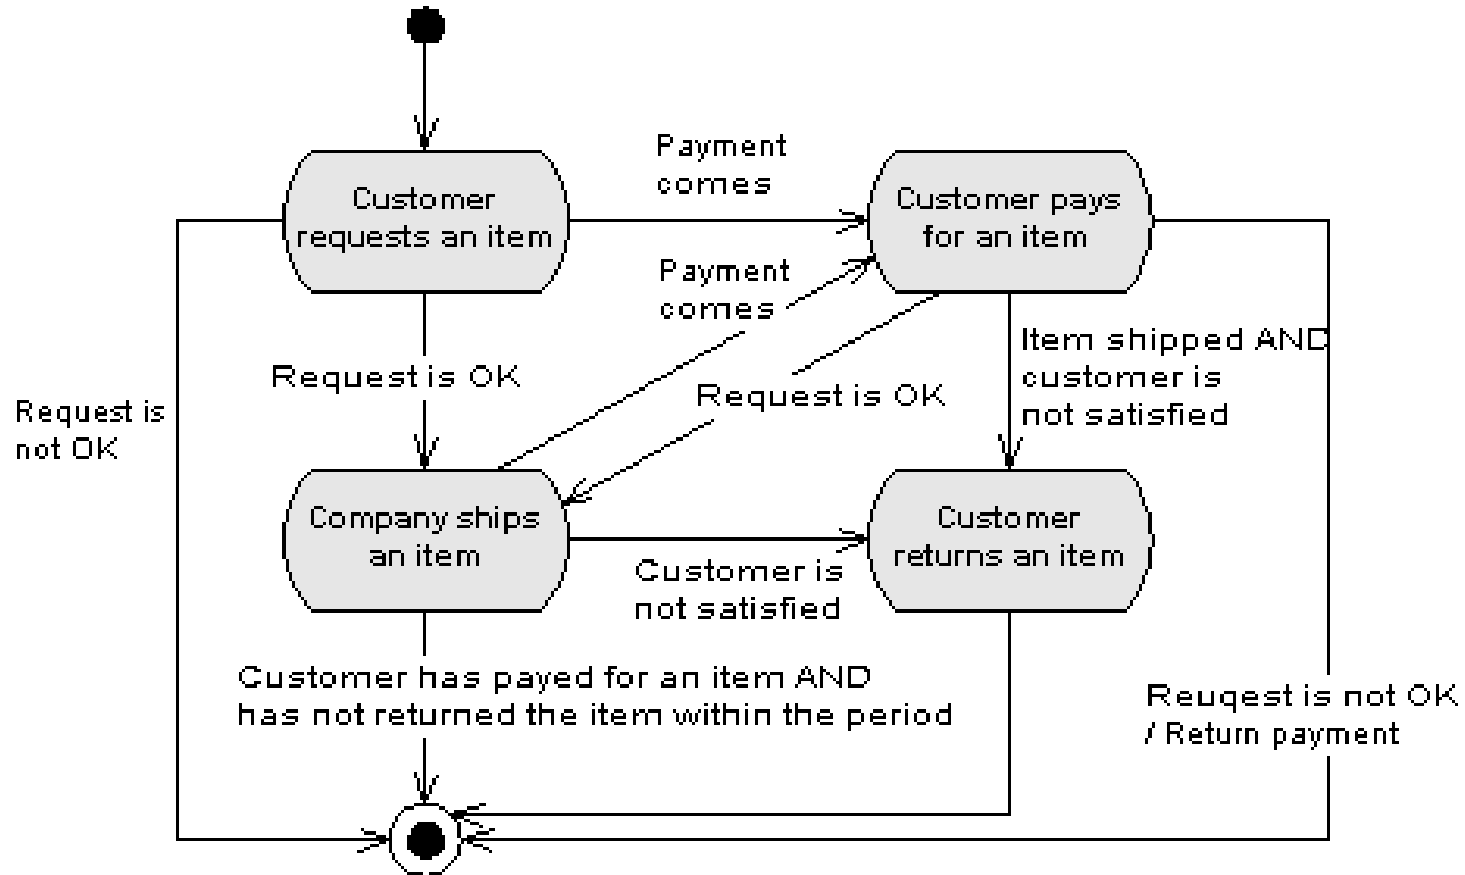 Payment
comes
Customer
requests an item
Customer pays
for an item
Payment
comes
Item shipped AND
customer is
not satisfied
Request is OK
Request is OK
Request is
not OK
Company ships
an item
Customer
returns an item
Customer is
not satisfied
Customer has payed for an item AND
has not returned the item within the period
Reuqest is not OK
/ Return payment